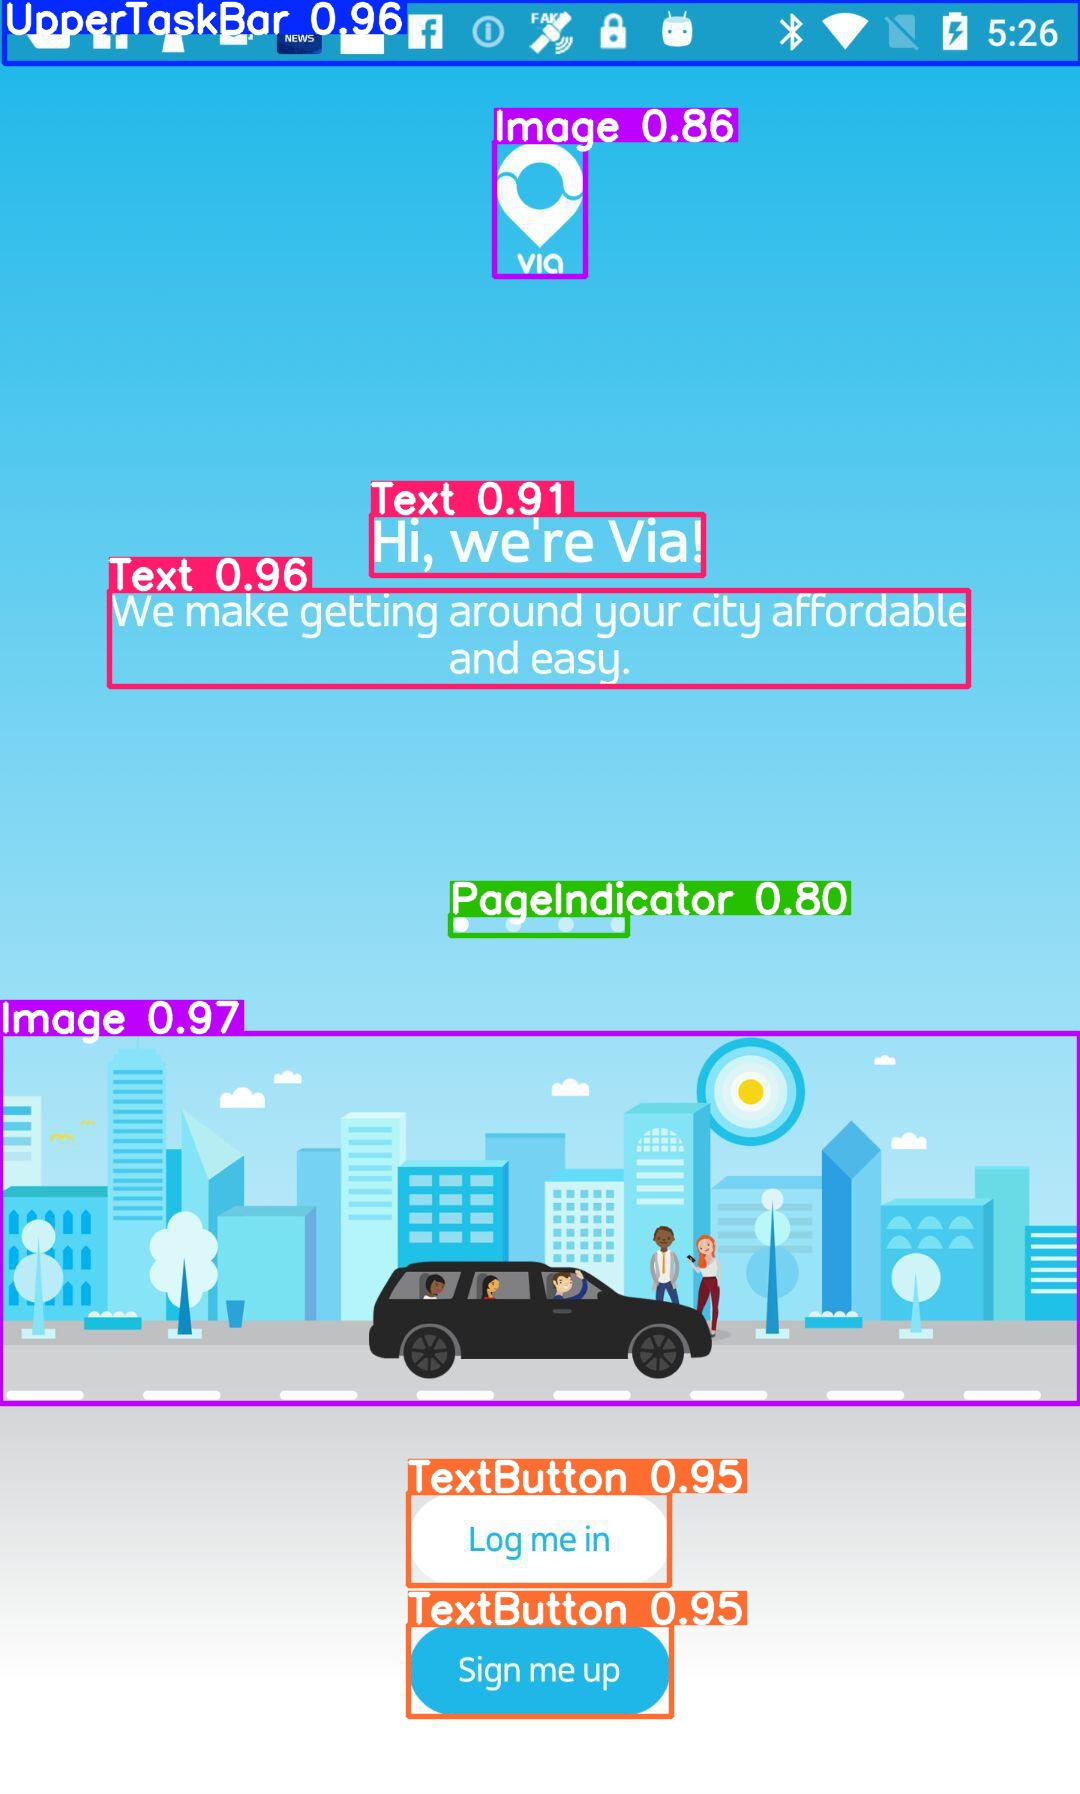 UpperTaskBar 0.96
NEWS
FAKE
5:26
Image 0.86
via
Text 0.91
Hi, we're Via!
Text 0.96
We make getting around your city affordable
and easy.
PageIndicator 0.80
Image 0.97
TextButton 0.95
Log me in
TextButton 0.95
Sign me up